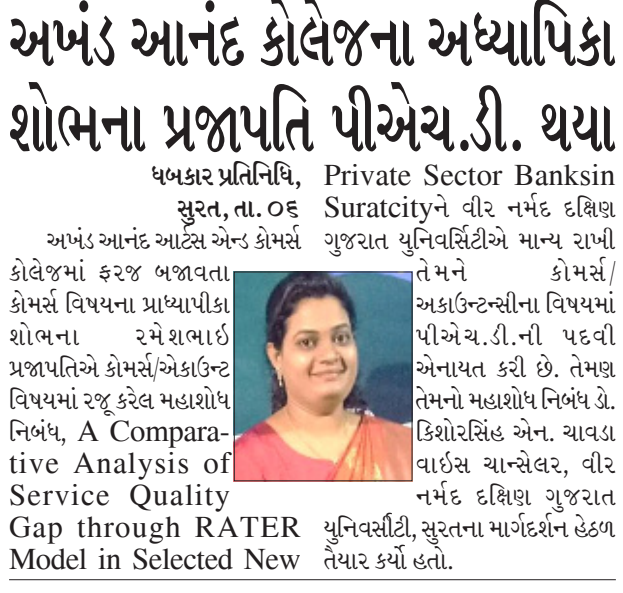 અખંડ આનંદ કોલેજના અધ્યાપિકા
શોભના પ્રજાપતિ પીએચ.ડી. થયા
ધબકાર પ્રતિનિધિ,
સુરત, તા. ૦૬
અખંડ આનંદ આર્ટસ એન્ડ કોમર્સ
કોલેજમાં ફરજ બજાવતા
કોમર્સ વિષયના પ્રાધ્યાપીકા
શોભના રમેશભાઇ
પ્રજાપતિએ કોમર્સ/એકાઉન્ટ
વિષયમાં રજૂ કરેલ મહાશોધ
નિબંધ, A Compara-
tive Analysis of
Service Quality
Gap through RATER
Model in Selected New
Private Sector Banksin
Suratcityને વીર નર્મદ દક્ષિણ
ગુજરાત યુનિવર્સિટીએ માન્ય રાખી
તેમને કોમર્સ/
અકાઉન્ટન્સીના વિષયમાં
પીએચ.ડી.ની પદવી
એનાયત કરી છે. તેમણ
તેમનો મહાશોધ નિબંધ ડો.
કિશોરસિંહ એન. ચાવડા
વાઇસ ચાન્સેલર, વીર
નર્મદ દક્ષિણ ગુજરાત
યુનિવર્સીટી, સુરતના માર્ગદર્શન હેઠળ
તૈયાર કર્યો હતો.